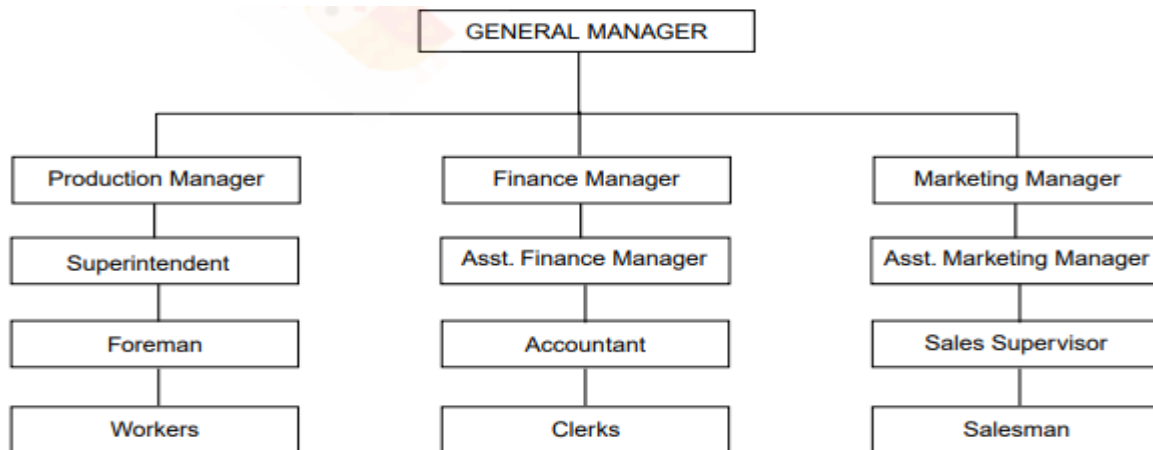 GENERAL MANAGER
Production Manager
Finance Manager
Marketing Manager
Superintendent
Asst. Finance Manager
Asst. Marketing Manager
Foreman
Accountant
Sales Supervisor
Workers
Clerks
Salesman